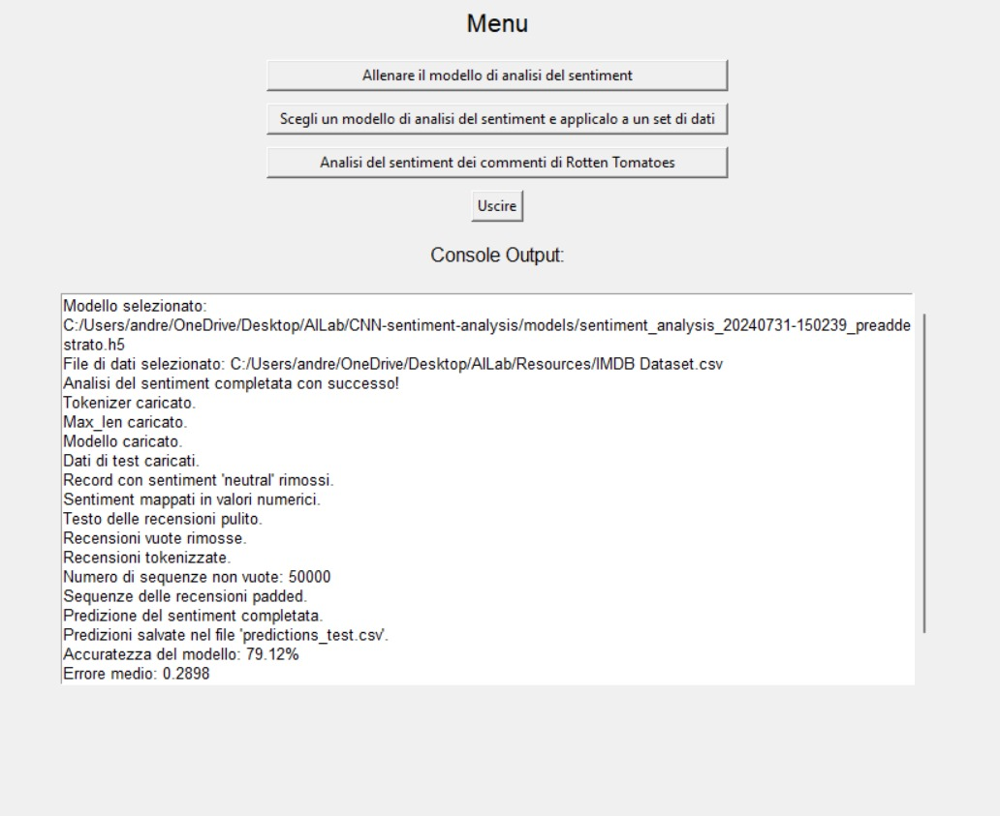 Menu
Allenare il modello di analisi del sentiment
Scegli un modello di analisi del sentiment e applicalo a un set di dati
Analisi del sentiment dei commenti di Rotten Tomatoes
Uscire
Console Output:
Modello selezionato:
C:/Users/andre/OneDrive/Desktop/AILab/CNN-sentiment-analysis/models/sentiment_analysis_20240731-150239_preadde
strato.h5
File di dati selezionato: C:/Users/andre/OneDrive/Desktop/AILab/Resources/IMDB Dataset.csv
Analisi del sentiment completata con successo!
Tokenizer caricato.
Max_len caricato.
Modello caricato.
Dati di test caricati.
Record con sentiment 'neutral' rimossi.
Sentiment mappati in valori numerici.
Testo delle recensioni pulito.
Recensioni vuote rimosse.
Recensioni tokenizzate.
Numero di sequenze non vuote: 50000
Sequenze delle recensioni padded.
Predizione del sentiment completata.
Predizioni salvate nel file 'predictions_test.csv'.
Accuratezza del modello: 79.12%
Errore medio: 0.2898